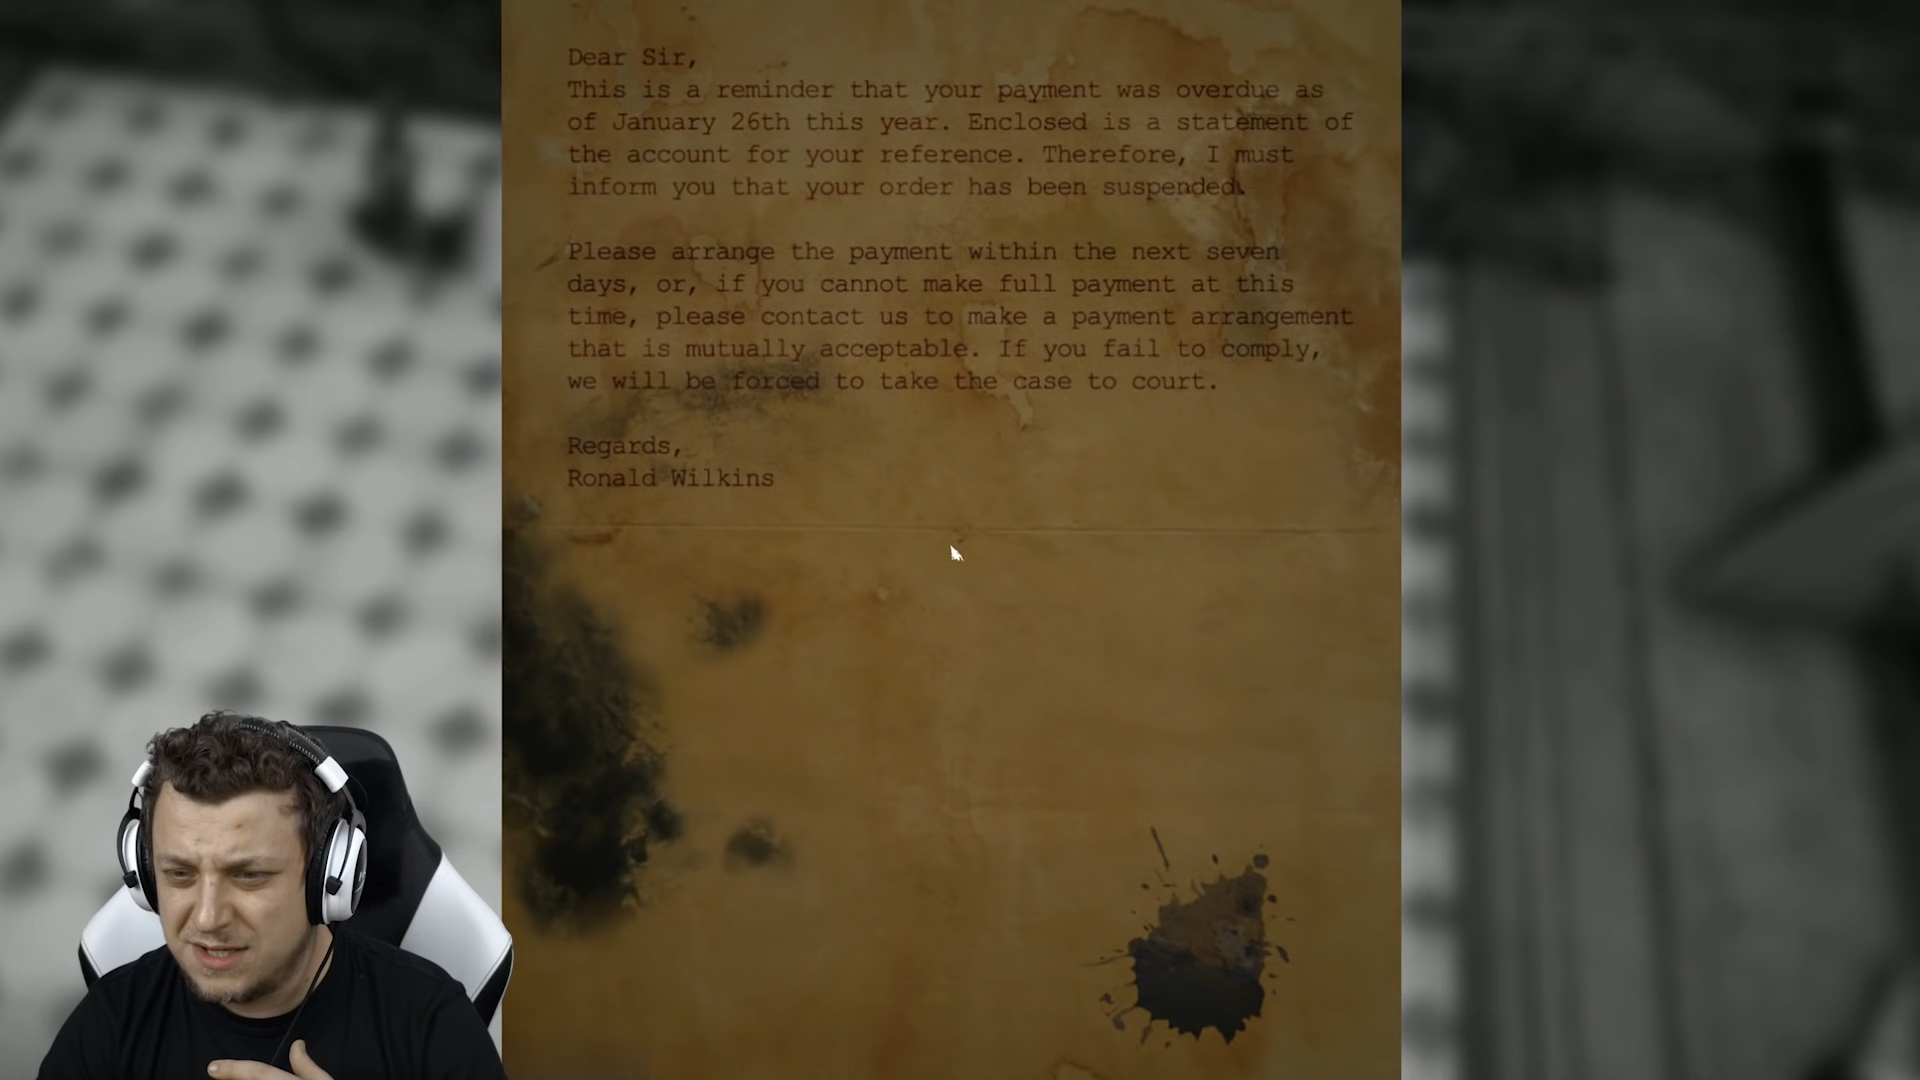 Dear Sir,
This is a reminder that your payment was overdue as
of January 26th this year. Enclosed is a statement of
the account for your reference. Therefore, I must
inform you that your order has been suspended.
Please arrange the payment within the next seven
days, or, if you cannot make full payment at this
time, please contact us to make a payment arrangement
that is mutually acceptable. If you fail to comply,
we will be forced to take the case to court.
Regards,
Ronald Wilkins